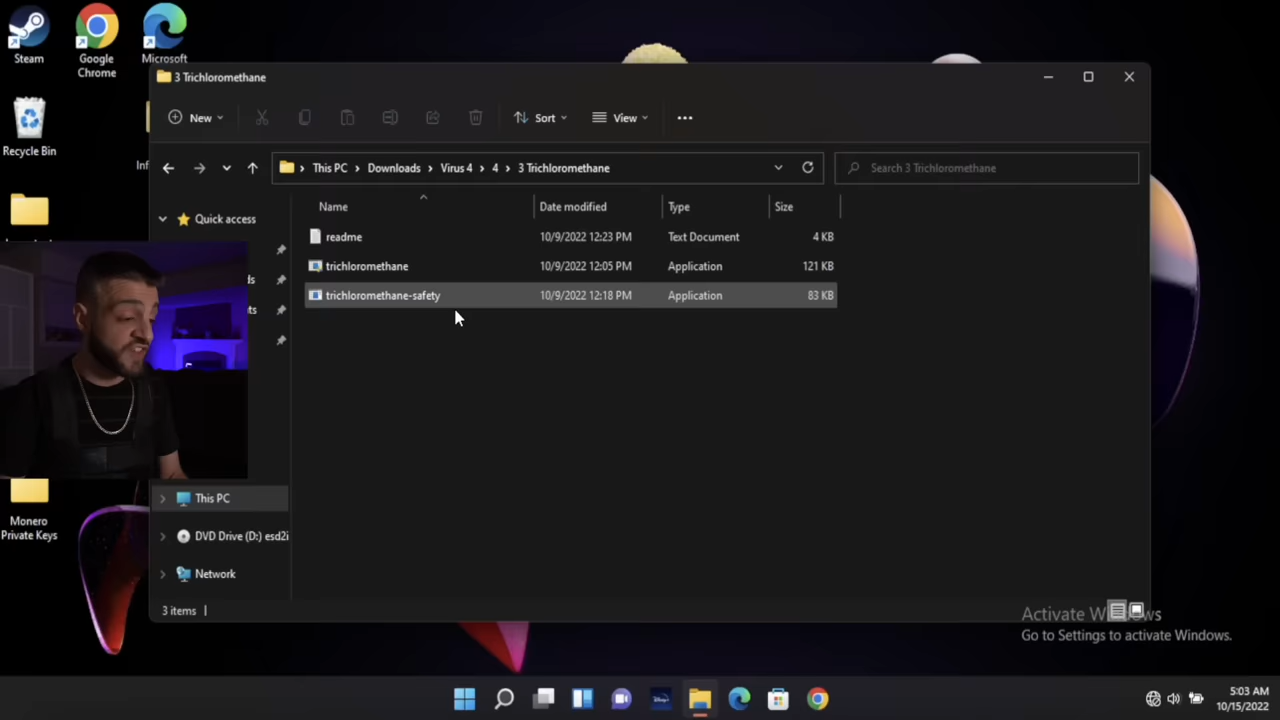 Steam
Google
Chrome
Microsoft
Recycle Bin
Inf
Monero
Private Keys
3 Trichloromethane
New
Sort
View
This PC
Downloads
Virus 4
4
3 Trichloromethane
Search 3 Trichloromethane
Quick access
ds
ts
This PC
DVD Drive (D:) esd2i
Network
Name Date modified Type Size
readme 10/9/2022 12:23 PM Text Document 4 KB
trichloromethane 10/9/2022 12:05 PM Application 121 KB
trichloromethane-safety 10/9/2022 12:18 PM Application 83 KB
3 items
Activate Windows
Go to Settings to activate Windows.
5:03 AM
10/15/2022